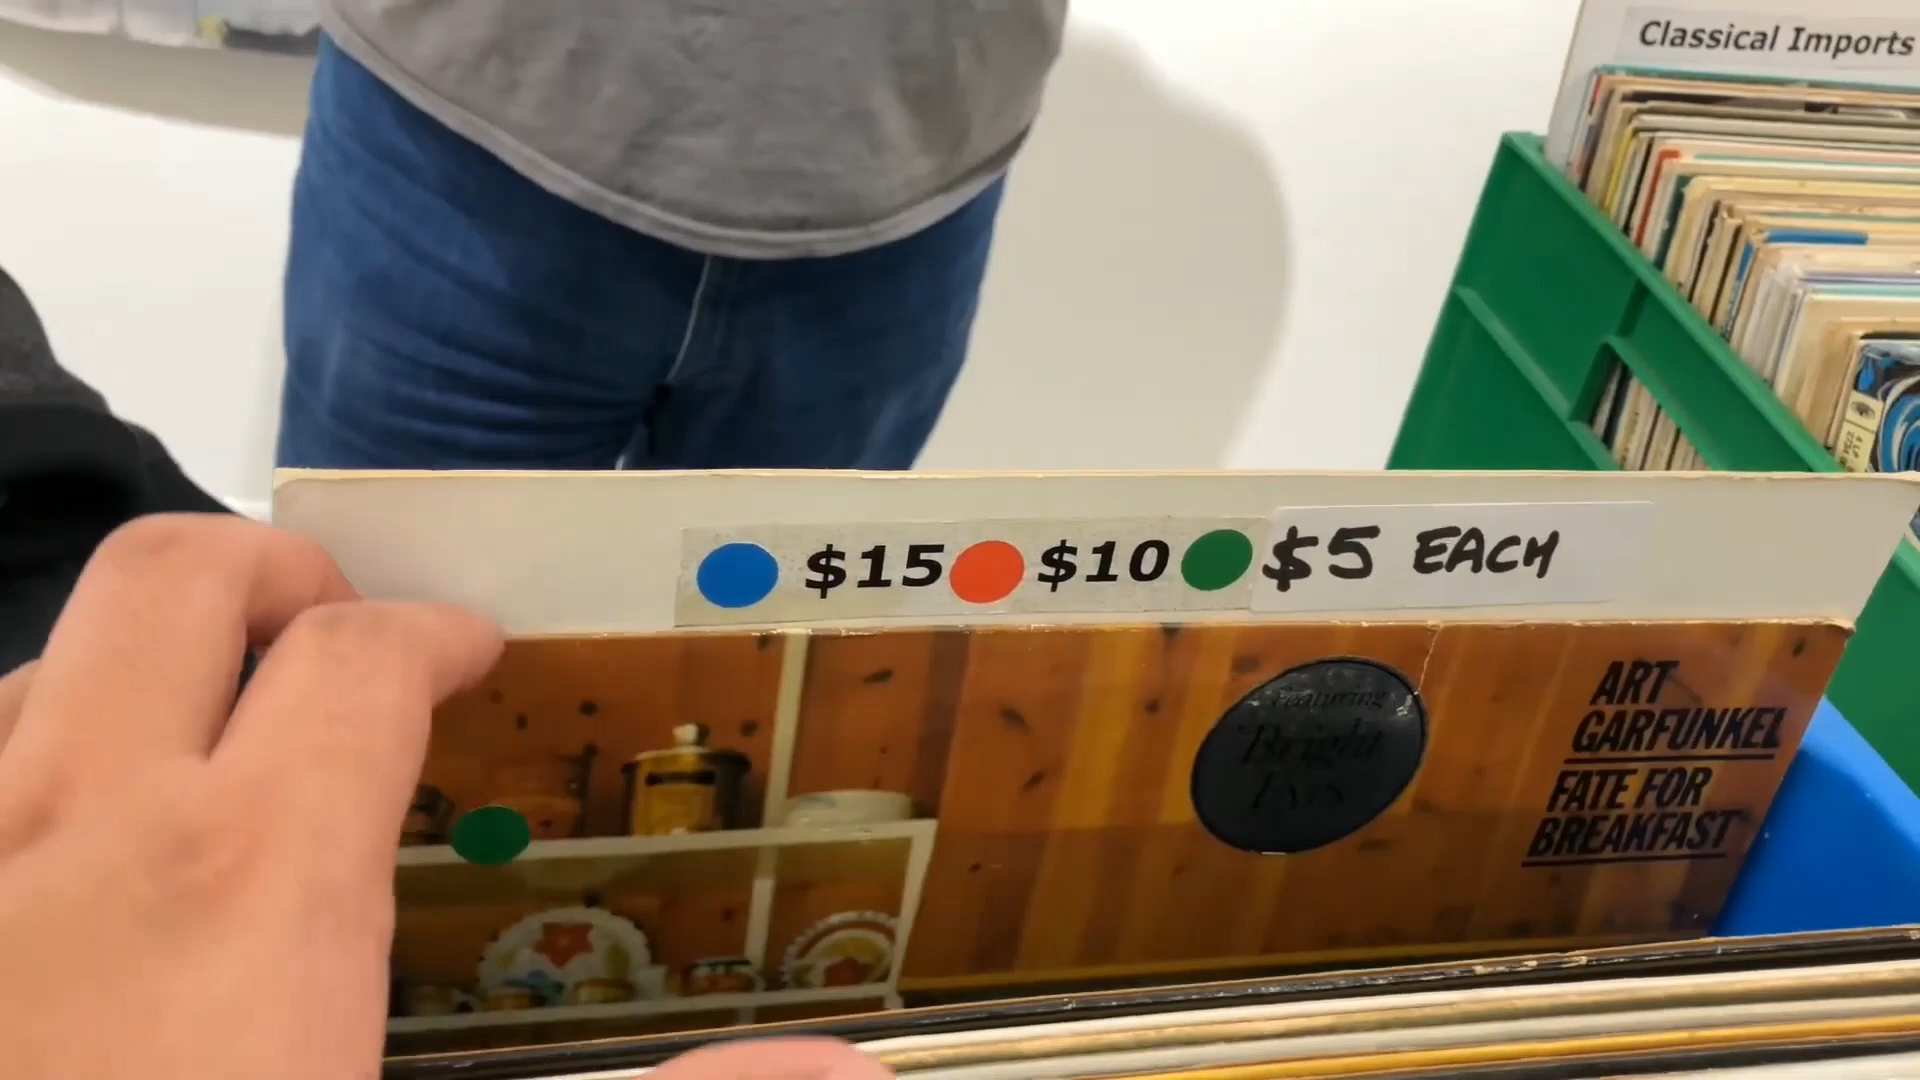 Classical Imports
$15 $10 $5 EACH
Featuring
"Bright
Eyes
ART
GARFUNKEL
FATE FOR
BREAKFAST